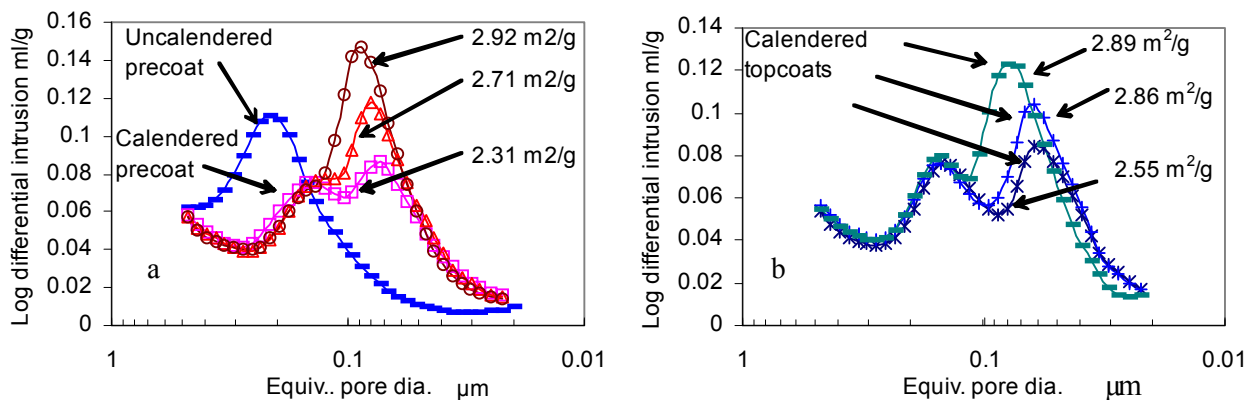 0.16
0.14
0.12
0.1
0.08
0.06
0.04
0.02
0
Log differential intrusion ml/g
Uncalendered
precoat
Calendered
precoat
2.92 m2/g
2.71 m2/g
2.31 m2/g
a
1
0.1
0.01
Equiv.. pore dia. µm
0.16
0.14
0.12
0.1
0.08
0.06
0.04
0.02
0
Log differential intrusion ml/g
Calendered
topcoats
2.89 m²/g
2.86 m²/g
2.55 m²/g
b
1
0.1
0.01
Equiv. pore dia. µm